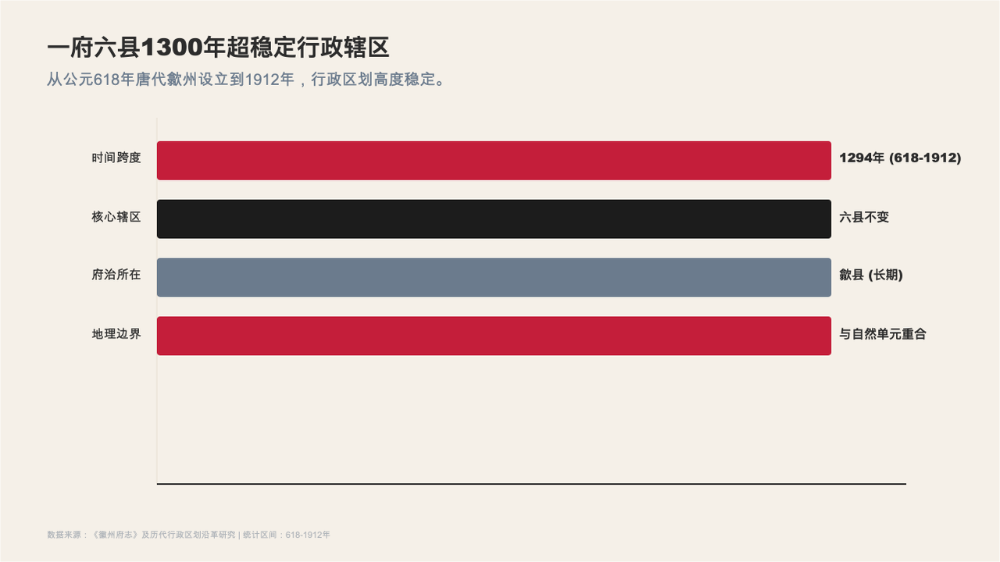 一府六县1300年超稳定行政辖区
从公元618年唐代歙州设立到1912年，行政区划高度稳定。
时间跨度 1294年 (618-1912)
核心辖区 六县不变
府治所在 歙县 (长期)
地理边界 与自然单元重合
数据来源：《徽州府志》及历代行政区划沿革研究 | 统计区间：618-1912年